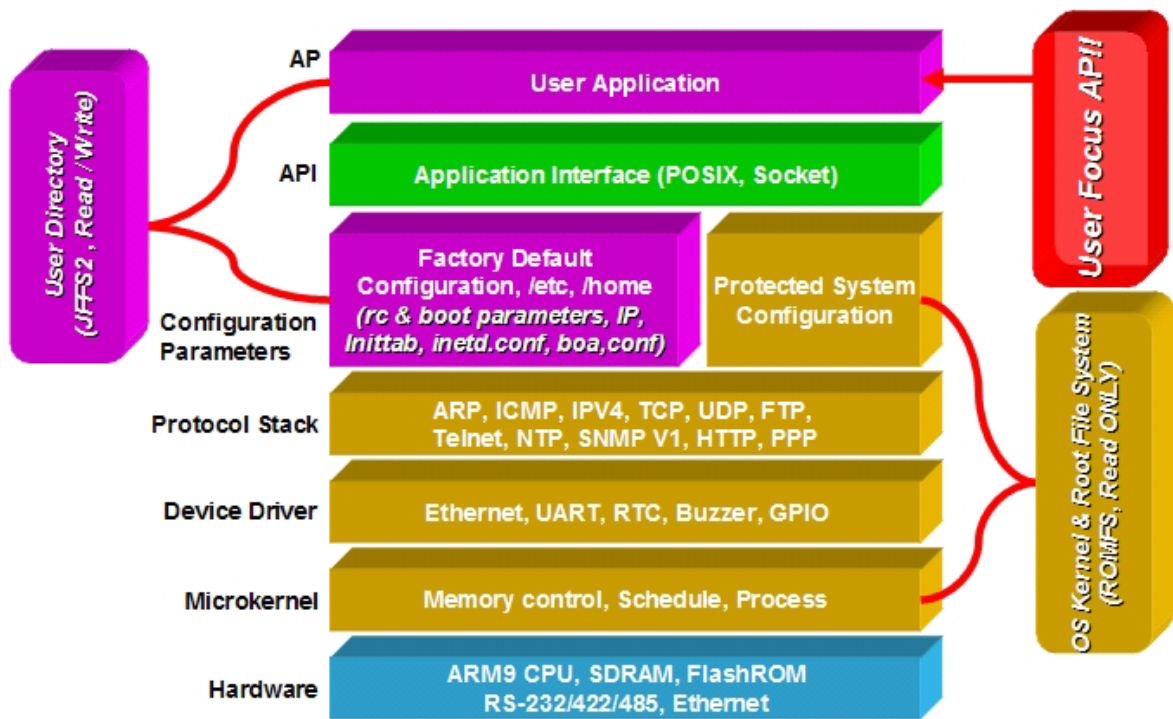 User Directory
(JFFS2 , Read / Write)
AP
User Application
User Focus AP!!
API
Application Interface (POSIX, Socket)
Configuration
Parameters
Factory Default
Configuration, /etc, /home
(rc & boot parameters, IP,
Inittab, inetd.conf, boa,conf)
Protected System
Configuration
OS Kernel & Root File System
(ROMFS, Read ONLY)
Protocol Stack
ARP, ICMP, IPV4, TCP, UDP, FTP,
Telnet, NTP, SNMP V1, HTTP, PPP
Device Driver
Ethernet, UART, RTC, Buzzer, GPIO
Microkernel
Memory control, Schedule, Process
Hardware
ARM9 CPU, SDRAM, FlashROM
RS-232/422/485, Ethernet